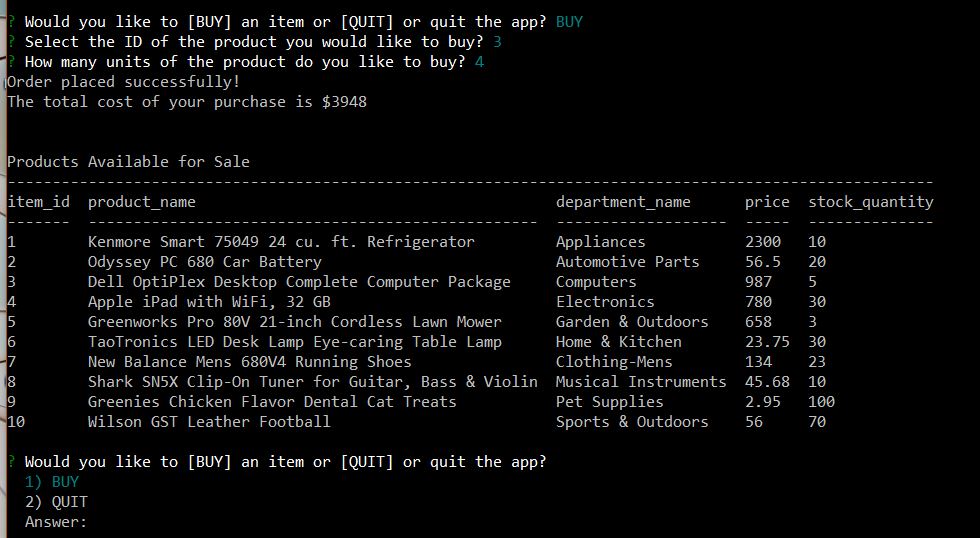 ? Would you like to [BUY] an item or [QUIT] or quit the app? BUY
? Select the ID of the product you would like to buy? 3
? How many units of the product do you like to buy? 4
Order placed successfully!
The total cost of your purchase is $3948
Products Available for Sale
-------------------------------------------------------------------------------------------------------
item_id  product_name                                        department_name      price  stock_quantity
-------  --------------------------------------------------  -------------------  -----  --------------
1        Kenmore Smart 75049 24 cu. ft. Refrigerator         Appliances           2300   10
2        Odyssey PC 680 Car Battery                          Automotive Parts     56.5   20
3        Dell OptiPlex Desktop Complete Computer Package     Computers            987    5
4        Apple iPad with WiFi, 32 GB                         Electronics          780    30
5        Greenworks Pro 80V 21-inch Cordless Lawn Mower      Garden & Outdoors    658    3
6        TaoTronics LED Desk Lamp Eye-caring Table Lamp      Home & Kitchen       23.75  30
7        New Balance Mens 680V4 Running Shoes                Clothing-Mens        134    23
8        Shark SN5X Clip-On Tuner for Guitar, Bass & Violin  Musical Instruments  45.68  10
9        Greenies Chicken Flavor Dental Cat Treats           Pet Supplies         2.95   100
10       Wilson GST Leather Football                         Sports & Outdoors    56     70
? Would you like to [BUY] an item or [QUIT] or quit the app?
1) BUY
2) QUIT
Answer: